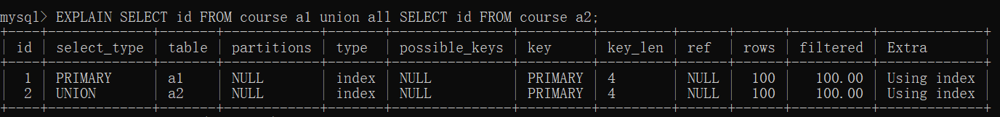 mysql> EXPLAIN SELECT id FROM course a1 union all SELECT id FROM course a2;
+----+-------------+-------+------------+-------+---------------+---------+---------+------+------+----------+-------------+
| id | select_type | table | partitions | type  | possible_keys | key     | key_len | ref  | rows | filtered | Extra       |
+----+-------------+-------+------------+-------+---------------+---------+---------+------+------+----------+-------------+
|  1 | PRIMARY     | a1    | NULL       | index | NULL          | PRIMARY | 4       | NULL |  100 |   100.00 | Using index |
|  2 | UNION       | a2    | NULL       | index | NULL          | PRIMARY | 4       | NULL |  100 |   100.00 | Using index |
+----+-------------+-------+------------+-------+---------------+---------+---------+------+------+----------+-------------+